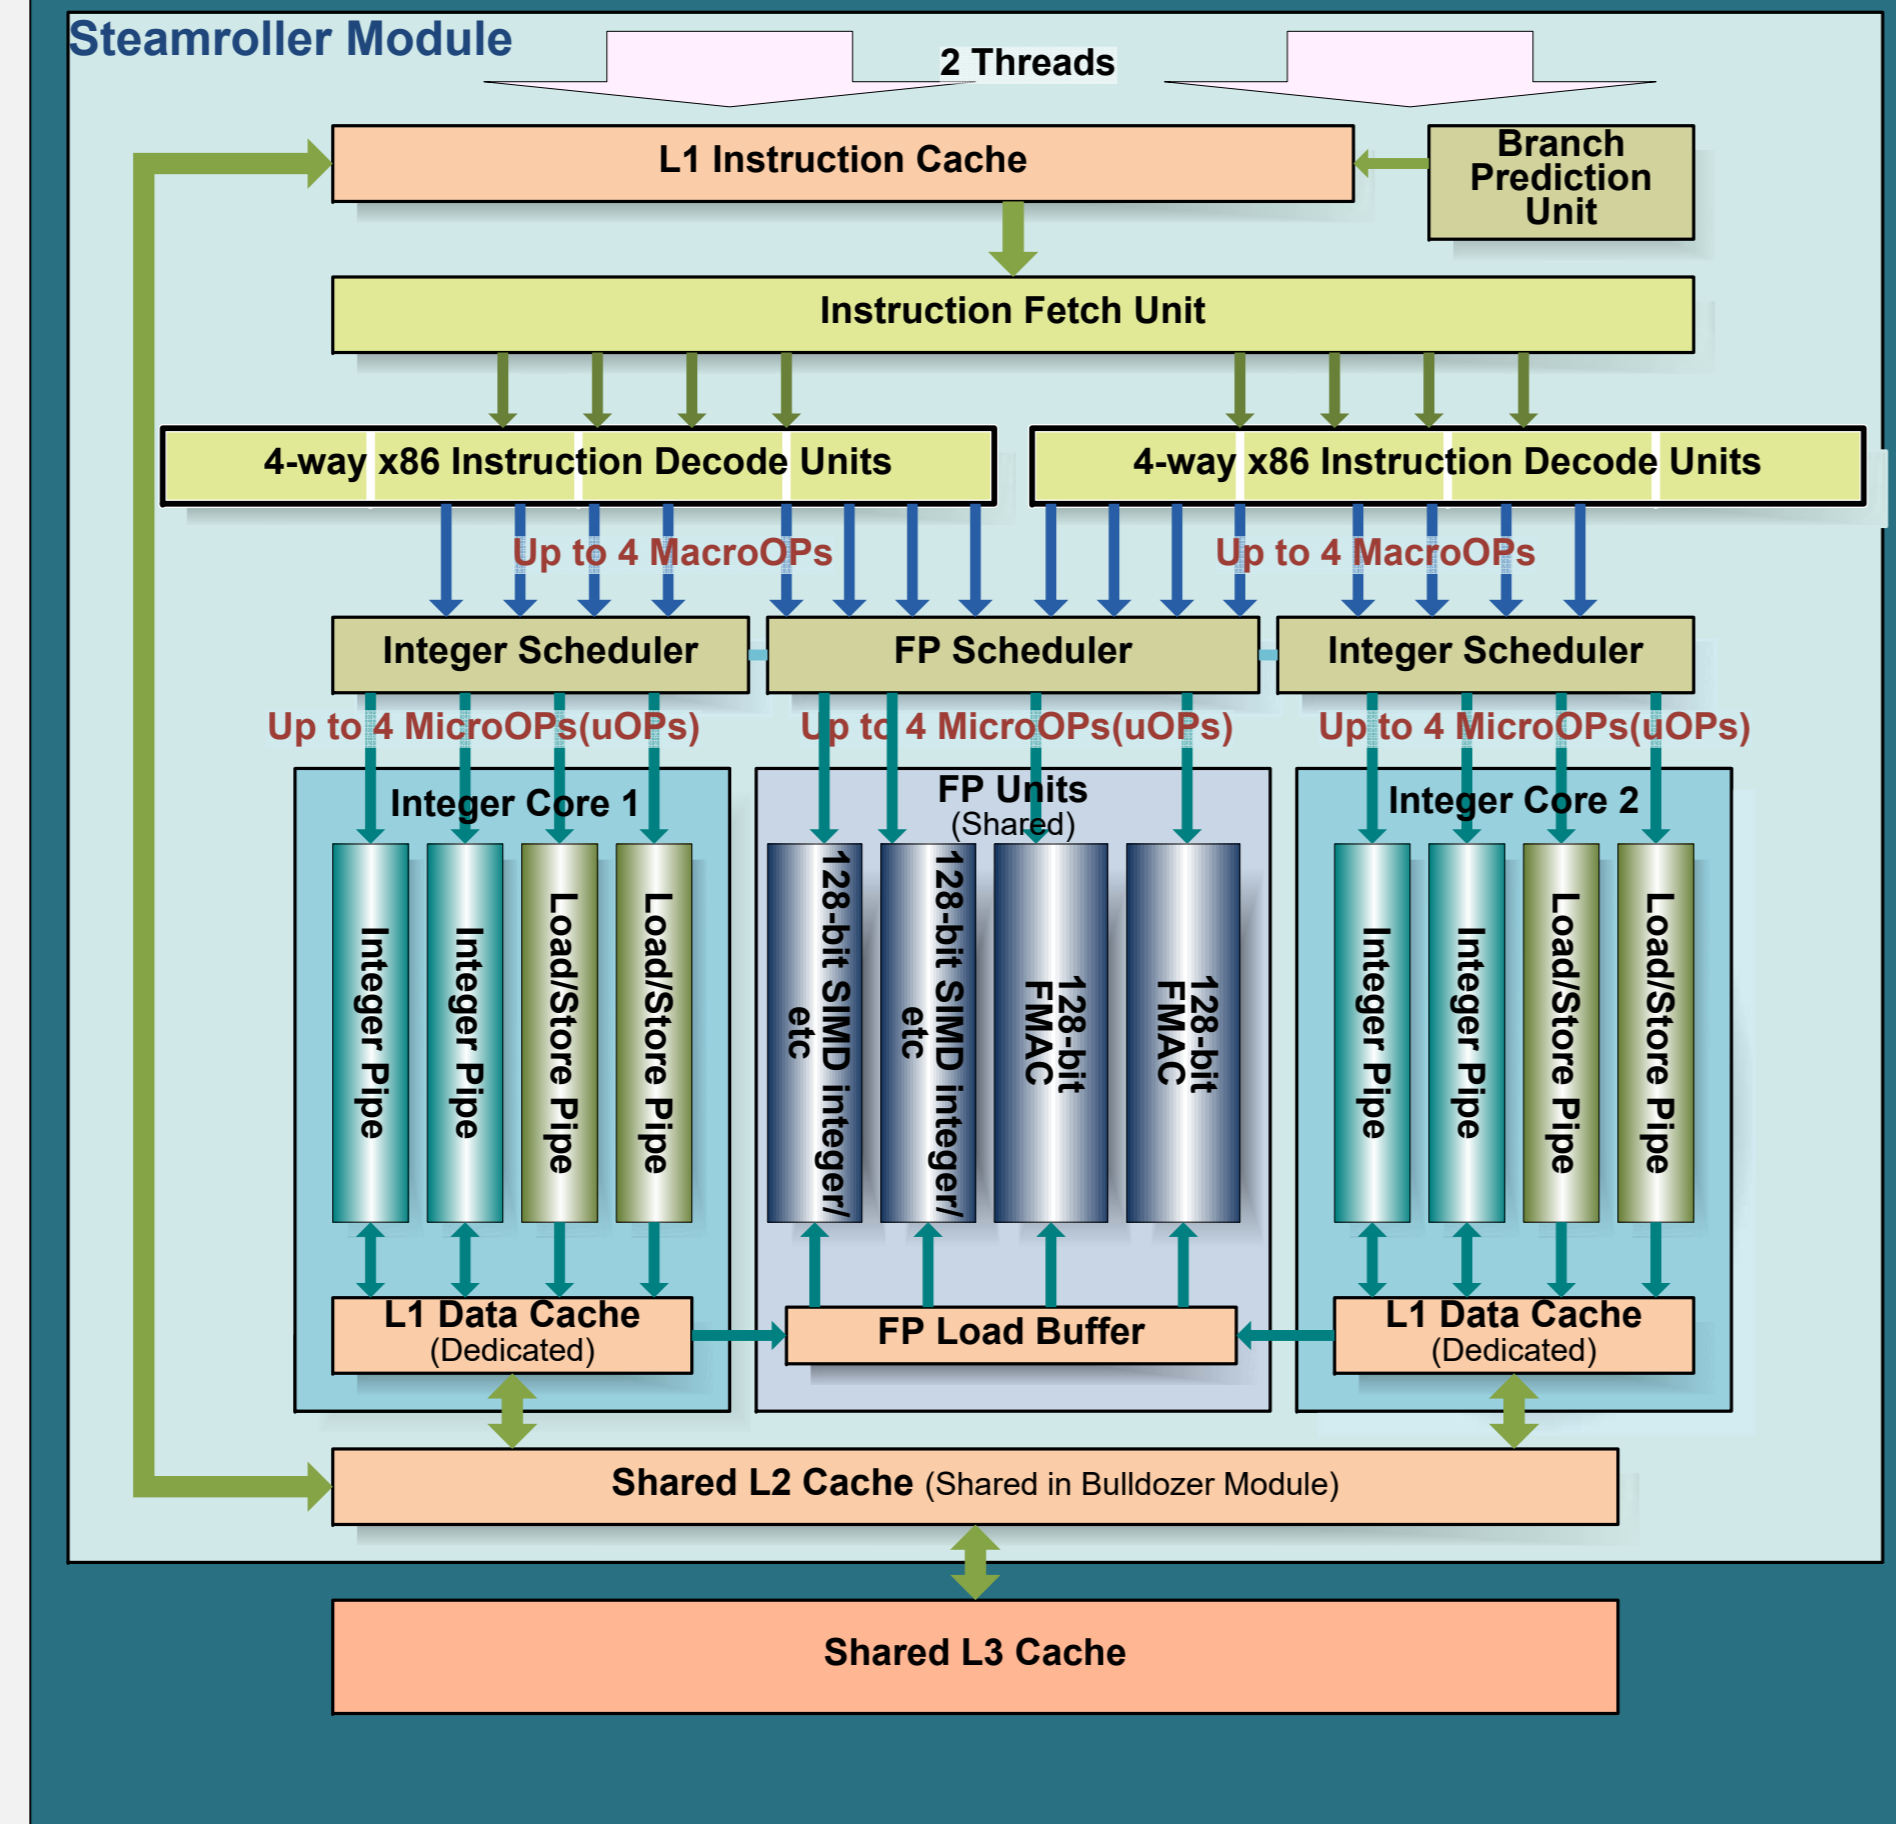 Steamroller Module
2 Threads
L1 Instruction Cache
Branch
Prediction
Unit
Instruction Fetch Unit
4-way x86 Instruction Decode Units
4-way x86 Instruction Decode Units
Up to 4 MacroOPs
Up to 4 MacroOPs
Integer Scheduler
FP Scheduler
Integer Scheduler
Up to 4 MicroOPs(uOPs)
Up to 4 MicroOPs(uOPs)
Up to 4 MicroOPs(uOPs)
Integer Core 1
FP Units
(Shared)
Integer Core 2
Integer Pipe
Integer Pipe
Load/Store Pipe
Load/Store Pipe
128-bit SIMD integer/
etc
128-bit SIMD integer/
etc
128-bit
FMAC
128-bit
FMAC
Integer Pipe
Integer Pipe
Load/Store Pipe
Load/Store Pipe
L1 Data Cache
(Dedicated)
FP Load Buffer
L1 Data Cache
(Dedicated)
Shared L2 Cache (Shared in Bulldozer Module)
Shared L3 Cache